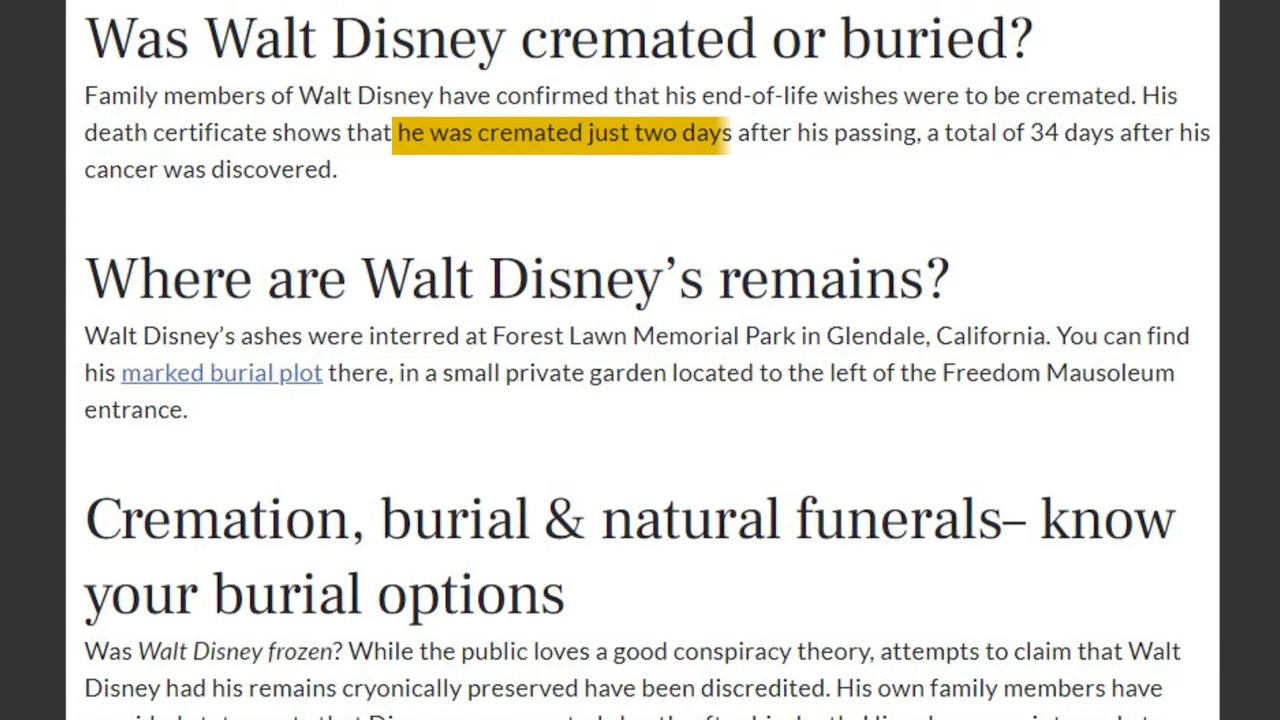 Was Walt Disney cremated or buried?
Family members of Walt Disney have confirmed that his end-of-life wishes were to be cremated. His
death certificate shows that he was cremated just two days after his passing, a total of 34 days after his
cancer was discovered.
Where are Walt Disney’s remains?
Walt Disney’s ashes were interred at Forest Lawn Memorial Park in Glendale, California. You can find
his marked burial plot there, in a small private garden located to the left of the Freedom Mausoleum
entrance.
Cremation, burial & natural funerals– know
your burial options
Was Walt Disney frozen? While the public loves a good conspiracy theory, attempts to claim that Walt
Disney had his remains cryonically preserved have been discredited. His own family members have